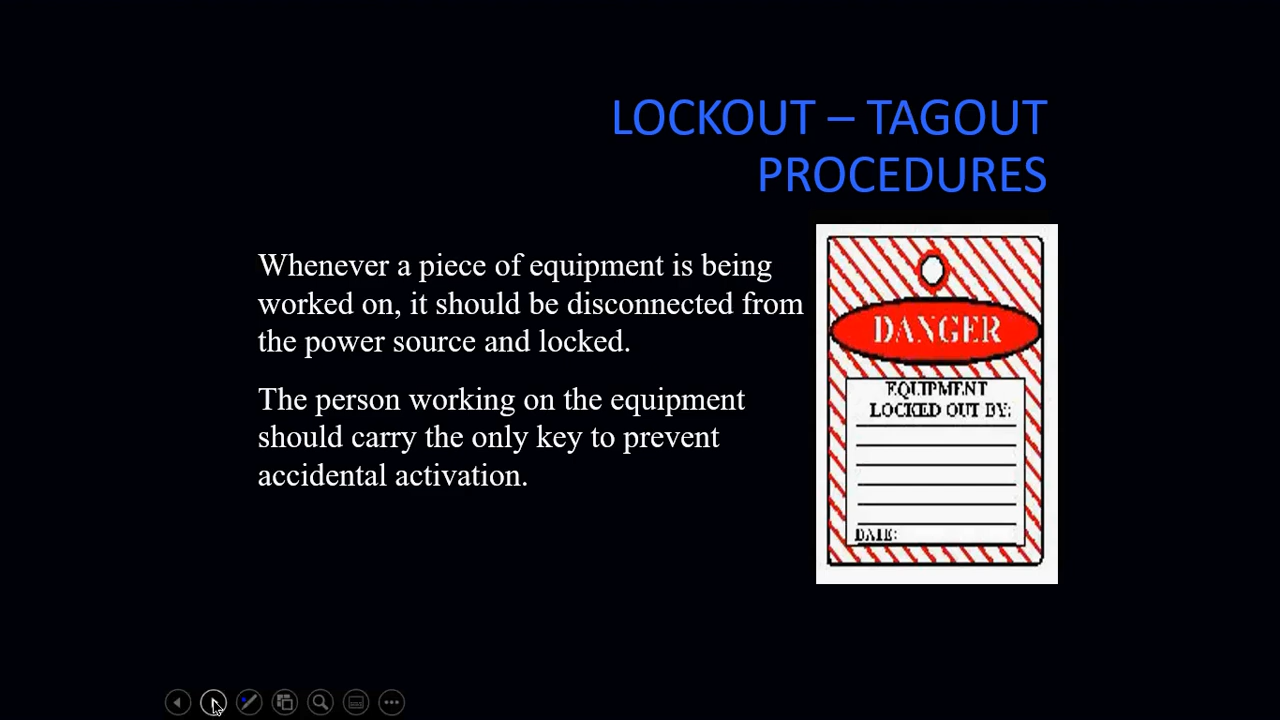 LOCKOUT – TAGOUT
PROCEDURES
Whenever a piece of equipment is being
worked on, it should be disconnected from
the power source and locked.
The person working on the equipment
should carry the only key to prevent
accidental activation.
DANGER
EQUIPMENT
LOCKED OUT BY:
DATE: